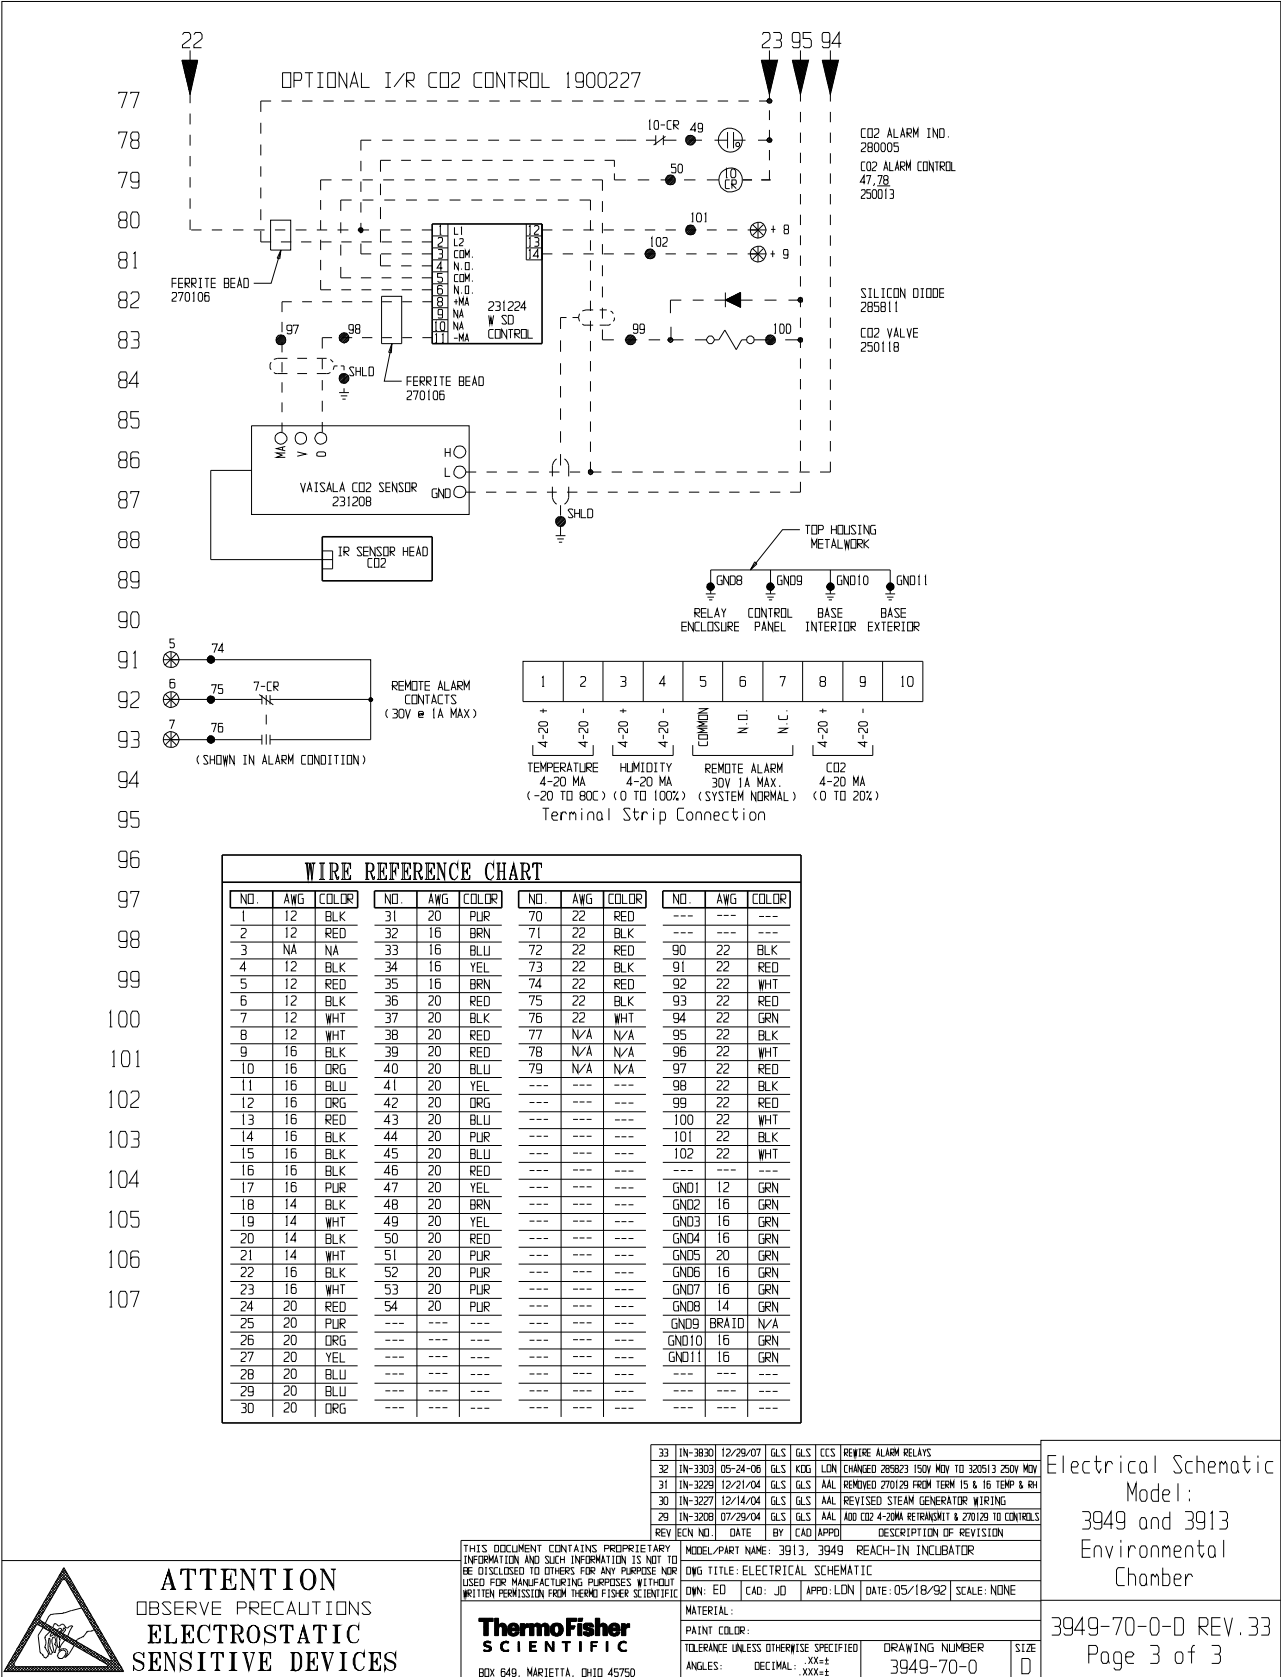 22
23 95 94
OPTIONAL I/R CO2 CONTROL 1900227
77
78
79
80
81
82
83
84
85
86
87
88
89
90
91
92
93
94
95
96
97
98
99
100
101
102
103
104
105
106
107
10-CR 49
CO2 ALARM IND.
280005
50
10
CR
CO2 ALARM CONTROL
47,78
250013
101
+ 8
102
+ 9
1 L1 12
2 L2 13
3 COM. 14
4 N.O.
5 COM.
6 N.O.
8 +MA
9 NA
10 NA
11 -MA
231224
W SD
CONTROL
FERRITE BEAD
270106
97
98
SHLD
FERRITE BEAD
270106
99
100
SILICON DIODE
285811
CO2 VALVE
250118
MA V 0
H
L
GND
VAISALA CO2 SENSOR
231208
SHLD
IR SENSOR HEAD
CO2
TOP HOUSING
METALWORK
GND8 GND9 GND10 GND11
RELAY CONTROL BASE BASE
ENCLOSURE PANEL INTERIOR EXTERIOR
5 74
6 75 7-CR
7 76
REMOTE ALARM
CONTACTS
(30V @ 1A MAX)
(SHOWN IN ALARM CONDITION)
1 2 3 4 5 6 7 8 9 10
4-20 + 4-20 - 4-20 + 4-20 - COMMON N.O. N.C. 4-20 + 4-20 -
TEMPERATURE HUMIDITY REMOTE ALARM CO2
4-20 MA 4-20 MA 30V 1A MAX. 4-20 MA
(-20 TO 80C) (0 TO 100%) (SYSTEM NORMAL) (0 TO 20%)
Terminal Strip Connection
WIRE REFERENCE CHART
NO. AWG COLOR NO. AWG COLOR NO. AWG COLOR NO. AWG COLOR
1 12 BLK 31 20 PUR 70 22 RED --- --- ---
2 12 RED 32 16 BRN 71 22 BLK --- --- ---
3 NA NA 33 16 BLU 72 22 RED 90 22 BLK
4 12 BLK 34 16 YEL 73 22 BLK 91 22 RED
5 12 RED 35 16 BRN 74 22 RED 92 22 WHT
6 12 BLK 36 20 RED 75 22 BLK 93 22 RED
7 12 WHT 37 20 BLK 76 22 WHT 94 22 GRN
8 12 WHT 38 20 RED 77 N/A N/A 95 22 BLK
9 16 BLK 39 20 RED 78 N/A N/A 96 22 WHT
10 16 ORG 40 20 BLU 79 N/A N/A 97 22 RED
11 16 BLU 41 20 YEL --- --- --- 98 22 BLK
12 16 ORG 42 20 ORG --- --- --- 99 22 RED
13 16 RED 43 20 BLU --- --- --- 100 22 WHT
14 16 BLK 44 20 PUR --- --- --- 101 22 BLK
15 16 BLK 45 20 BLU --- --- --- 102 22 WHT
16 16 BLK 46 20 RED --- --- --- --- --- ---
17 16 PUR 47 20 YEL --- --- --- GND1 12 GRN
18 14 BLK 48 20 BRN --- --- --- GND2 16 GRN
19 14 WHT 49 20 YEL --- --- --- GND3 16 GRN
20 14 BLK 50 20 RED --- --- --- GND4 16 GRN
21 14 WHT 51 20 PUR --- --- --- GND5 20 GRN
22 16 BLK 52 20 PUR --- --- --- GND6 16 GRN
23 16 WHT 53 20 PUR --- --- --- GND7 16 GRN
24 20 RED 54 20 PUR --- --- --- GND8 14 GRN
25 20 PUR --- --- --- --- --- --- GND9 BRAID N/A
26 20 ORG --- --- --- --- --- --- GND10 16 GRN
27 20 YEL --- --- --- --- --- --- GND11 16 GRN
28 20 BLU --- --- --- --- --- --- --- --- ---
29 20 BLU --- --- --- --- --- --- --- --- ---
30 20 ORG --- --- --- --- --- --- --- --- ---
33 IN-3830 12/29/07 GLS GLS CCS REWIRE ALARM RELAYS
32 IN-3303 05-24-06 GLS KDG LDN CHANGED 285823 150V MOV TO 320513 250V MOV
31 IN-3229 12/21/04 GLS GLS AAL REMOVED 270129 FROM TERM 15 & 16 TEMP & RH
30 IN-3227 12/14/04 GLS GLS AAL REVISED STEAM GENERATOR WIRING
29 IN-3208 07/29/04 GLS GLS AAL ADD CO2 4-20MA RETRANSMIT & 270129 TO CONTROLS
REV ECN NO. DATE BY CAD APPD DESCRIPTION OF REVISION
THIS DOCUMENT CONTAINS PROPRIETARY
INFORMATION AND SUCH INFORMATION IS NOT TO
BE DISCLOSED TO OTHERS FOR ANY PURPOSE NOR
USED FOR MANUFACTURING PURPOSES WITHOUT
WRITTEN PERMISSION FROM THERMO FISHER SCIENTIFIC
MODEL/PART NAME: 3913, 3949 REACH-IN INCUBATOR
DWG TITLE: ELECTRICAL SCHEMATIC
DWN: ED CAD: JD APPD: LDN DATE: 05/18/92 SCALE: NONE
MATERIAL:
PAINT COLOR:
TOLERANCE UNLESS OTHERWISE SPECIFIED
ANGLES: DECIMAL: .XX=±
.XXX=±
DRAWING NUMBER
3949-70-0
SIZE
D
ThermoFisher
SCIENTIFIC
BOX 649, MARIETTA, OHIO 45750
Electrical Schematic
Model:
3949 and 3913
Environmental
Chamber
3949-70-0-D REV.33
Page 3 of 3
ATTENTION
OBSERVE PRECAUTIONS
ELECTROSTATIC
SENSITIVE DEVICES